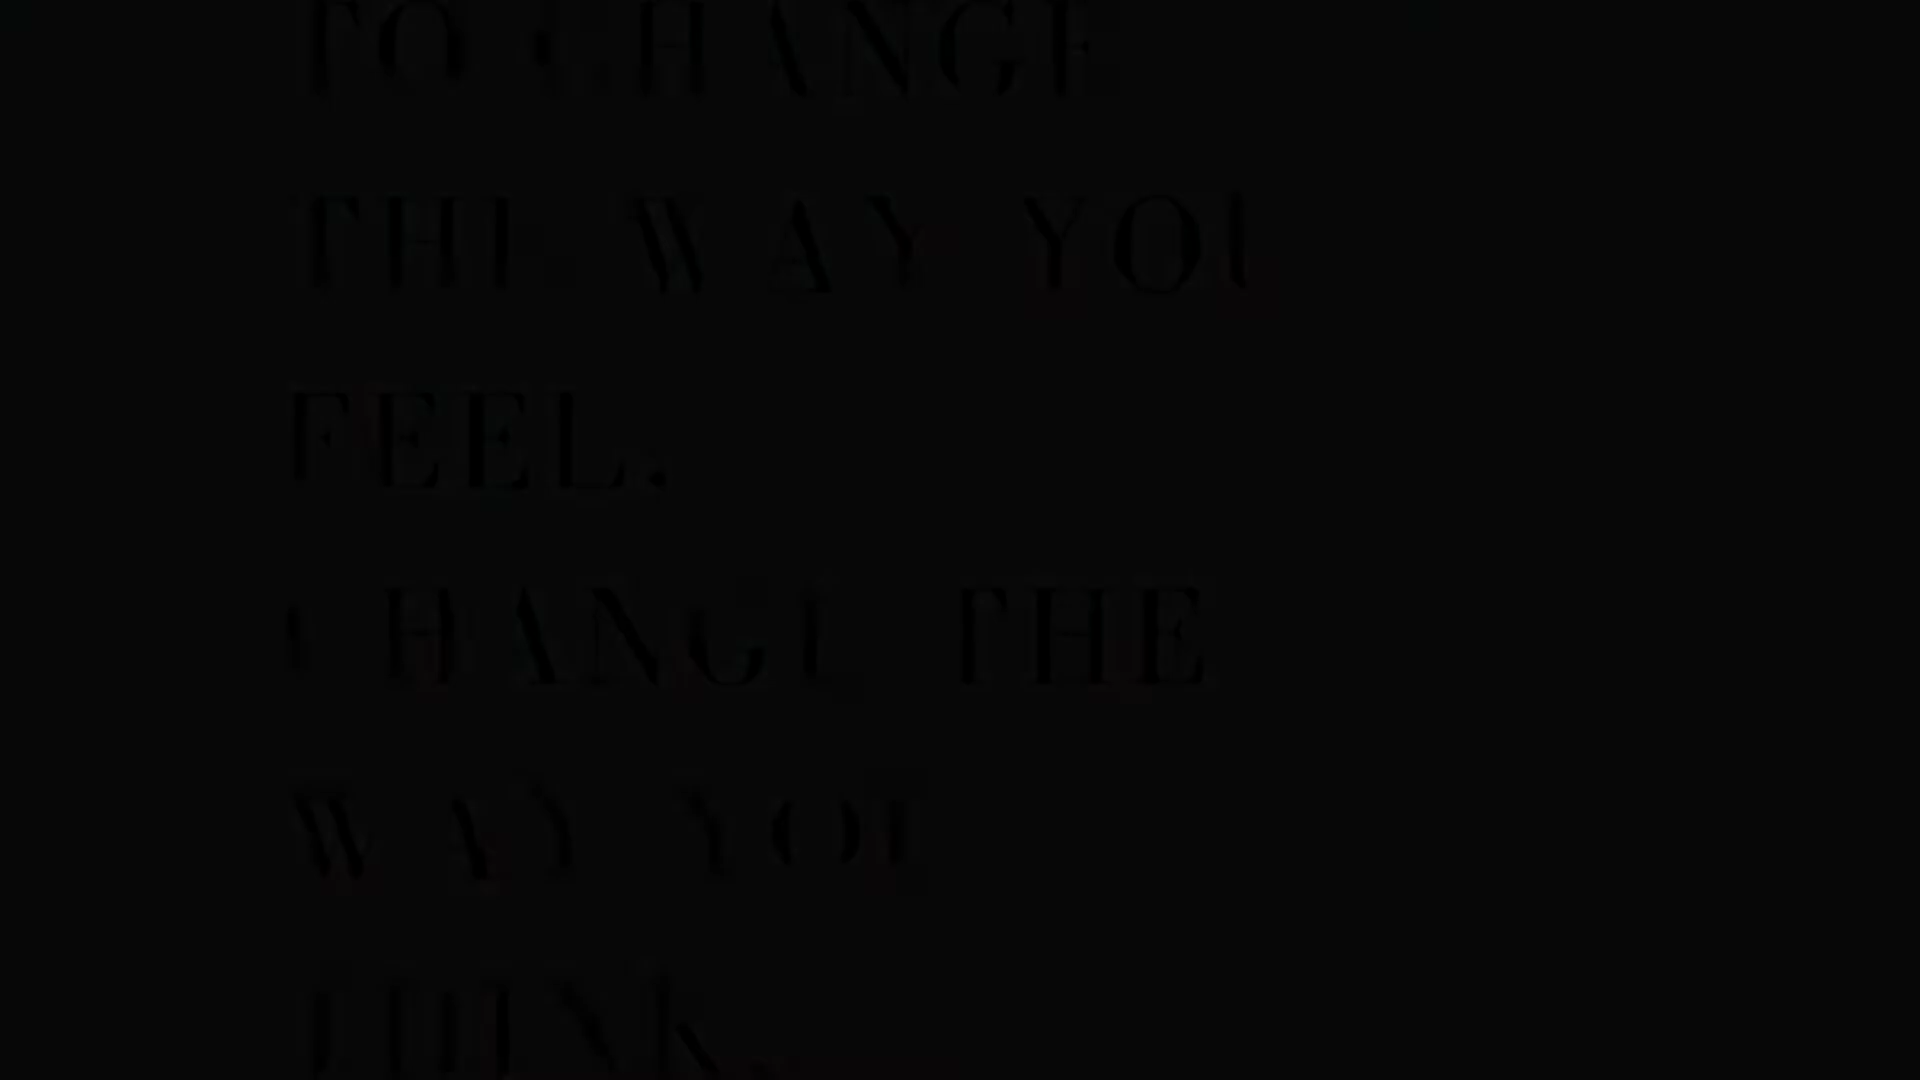 TO CHANGE
THE WAY YOU
FEEL.
CHANGE THE
WAY YOU
THINK.